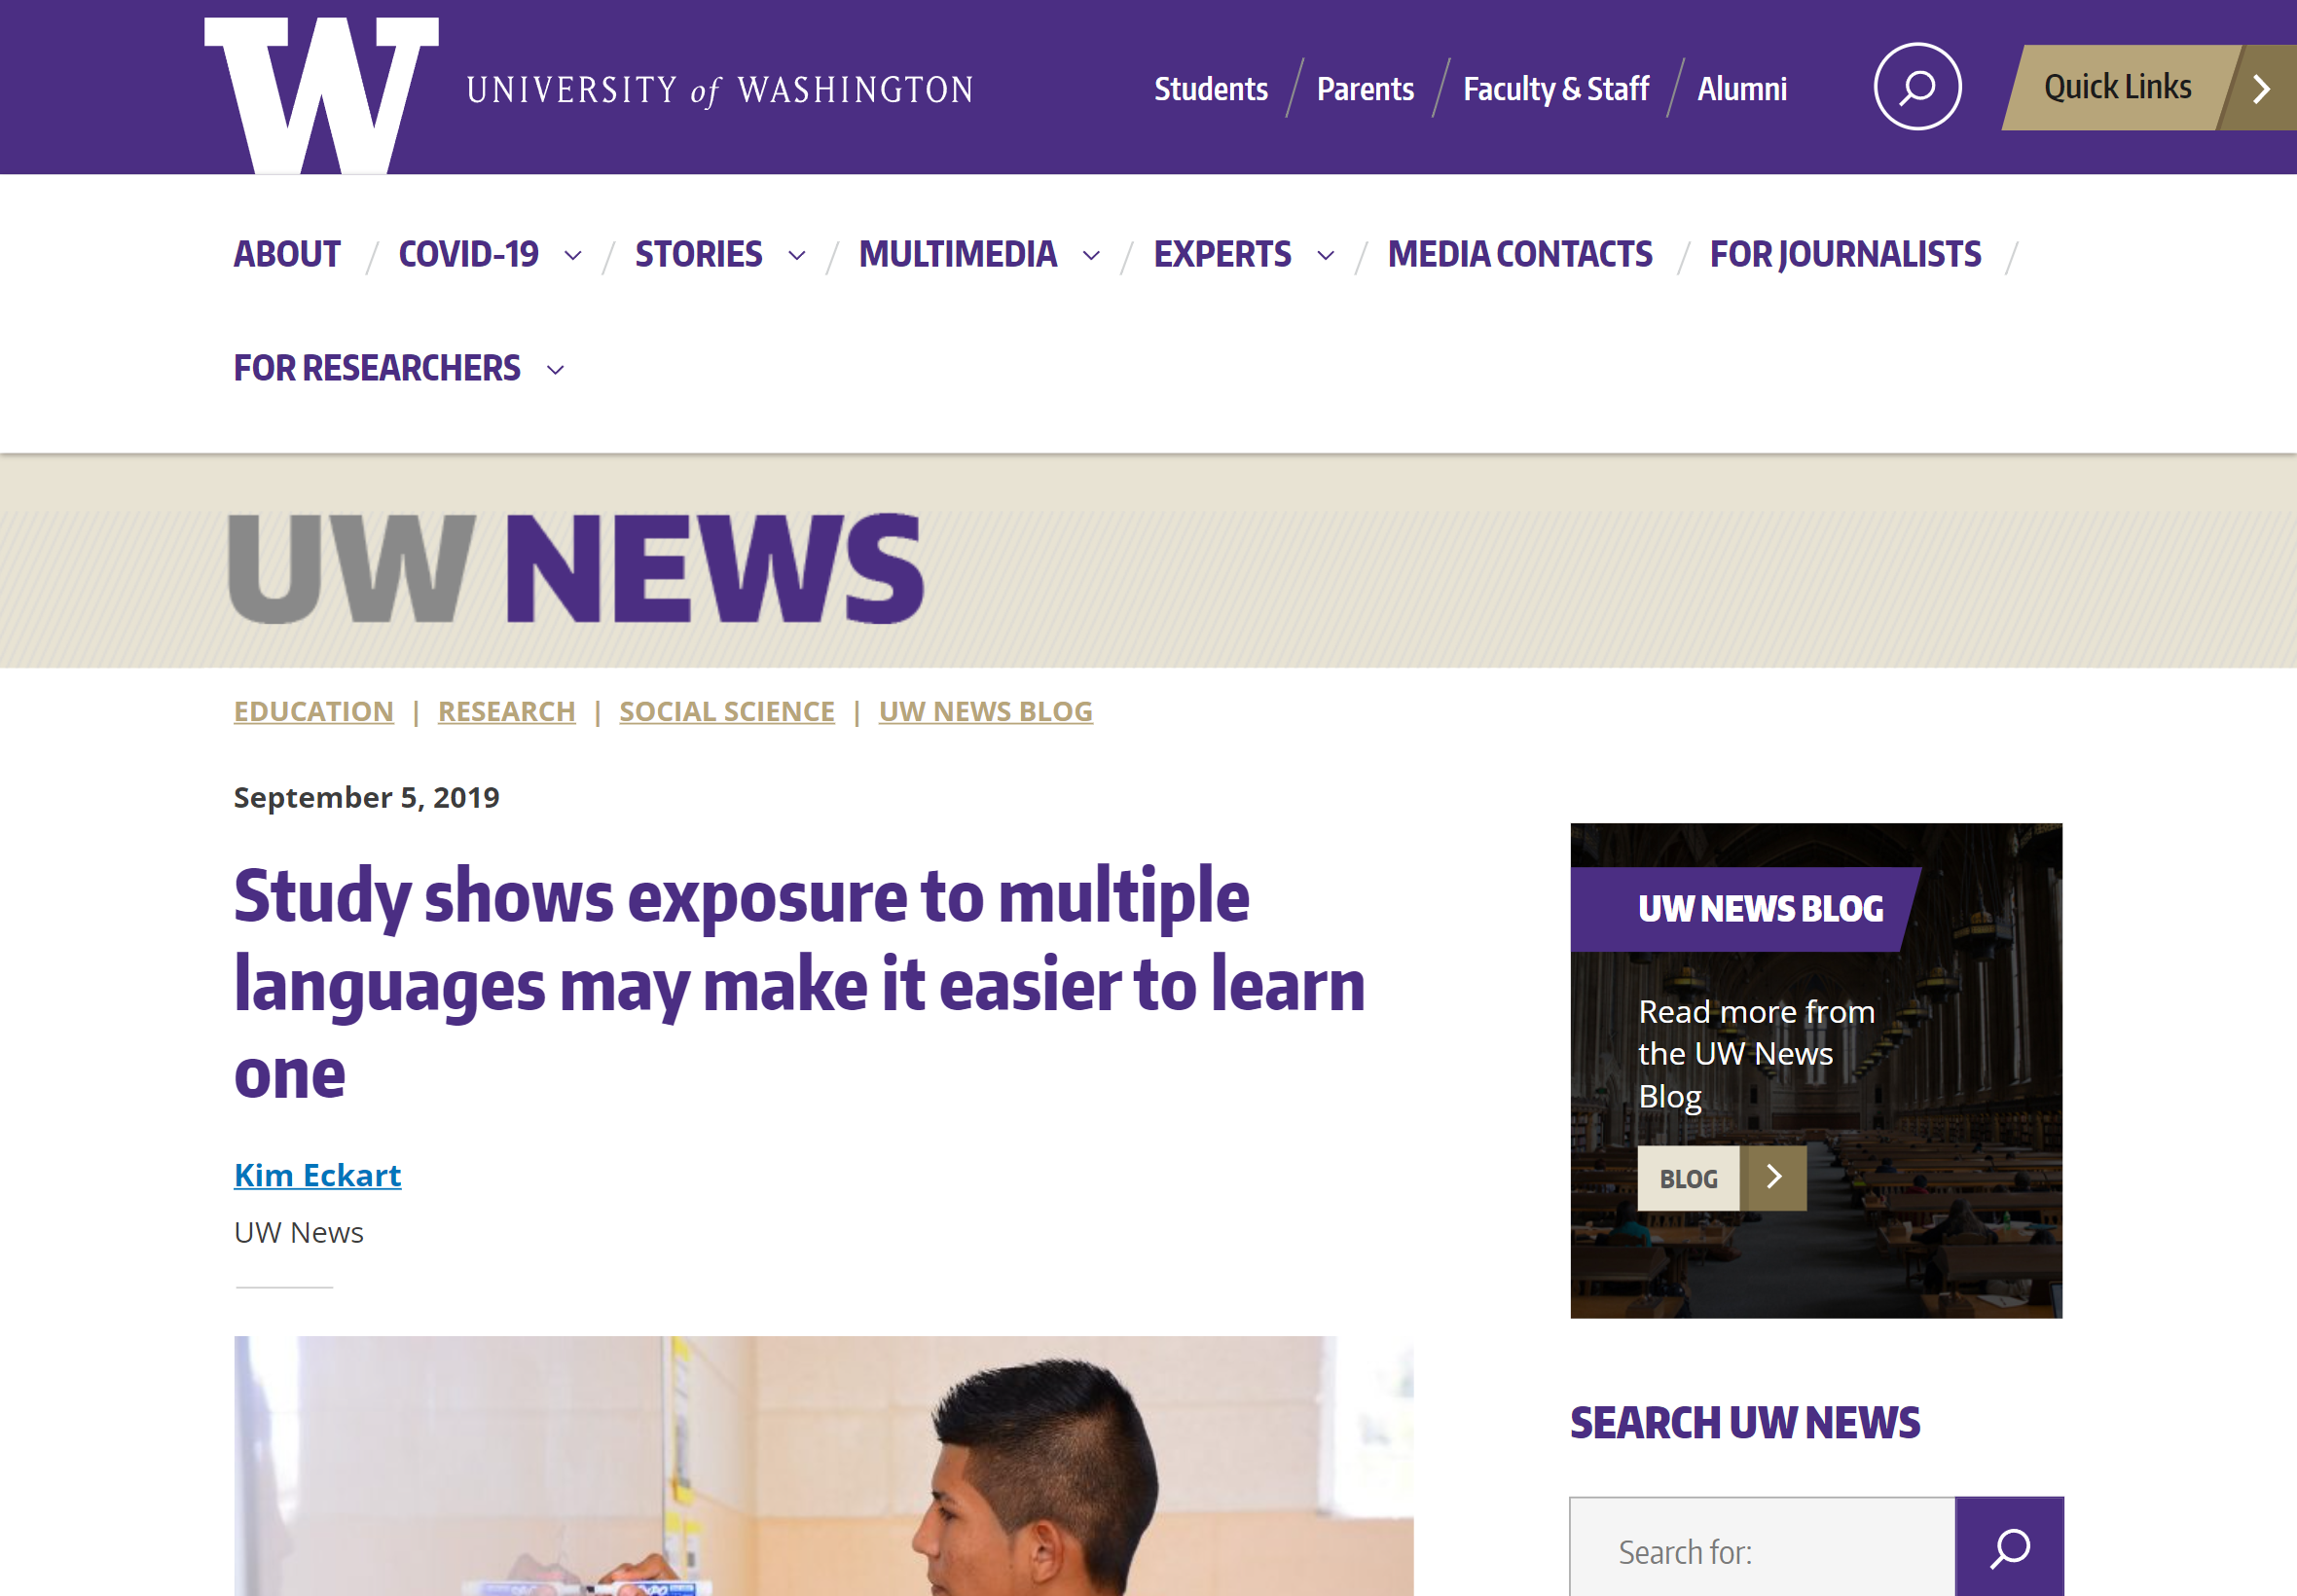 W UNIVERSITY of WASHINGTON
Students / Parents / Faculty & Staff / Alumni
Quick Links
ABOUT / COVID-19 / STORIES / MULTIMEDIA / EXPERTS / MEDIA CONTACTS / FOR JOURNALISTS /
FOR RESEARCHERS
UW NEWS
EDUCATION | RESEARCH | SOCIAL SCIENCE | UW NEWS BLOG
September 5, 2019
Study shows exposure to multiple
languages may make it easier to learn
one
Kim Eckart
UW News
UW NEWS BLOG
Read more from
the UW News
Blog
BLOG
SEARCH UW NEWS
Search for:
EXPO